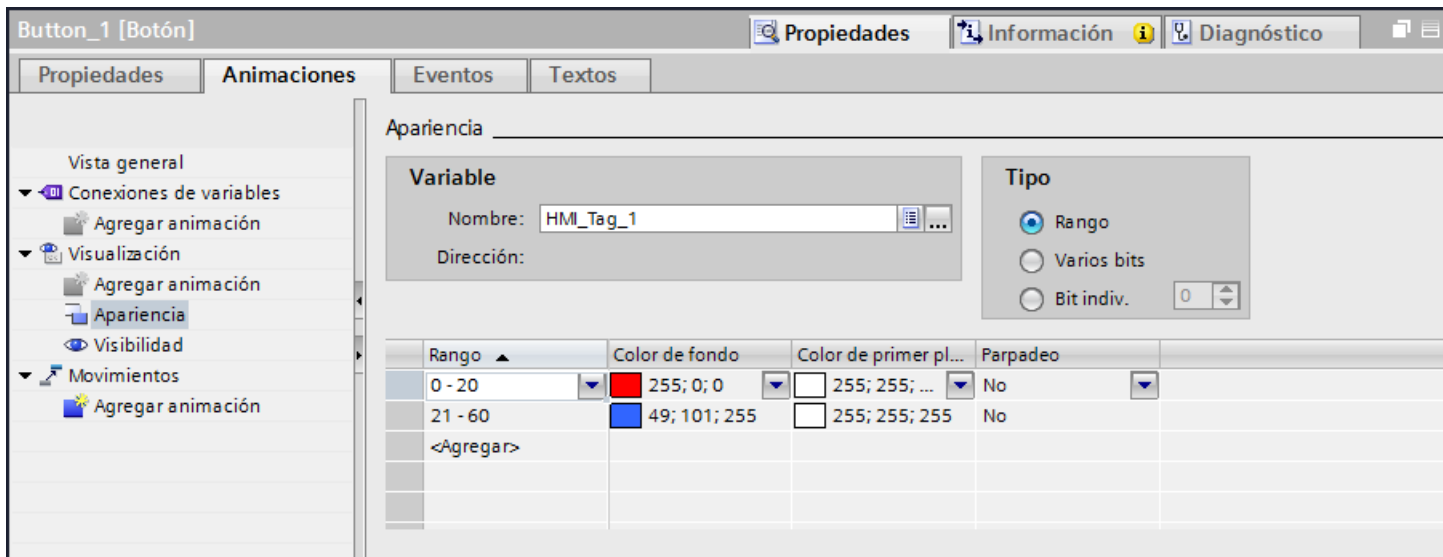 Button_1 [Botón]
Propiedades
Información
Diagnóstico
Propiedades
Animaciones
Eventos
Textos
Vista general
Conexiones de variables
Agregar animación
Visualización
Agregar animación
Apariencia
Visibilidad
Movimientos
Agregar animación
Apariencia
Variable
Nombre: HMI_Tag_1
...
Dirección:
Tipo
Rango
Varios bits
Bit indiv. 0
Rango Color de fondo Color de primer pl... Parpadeo
0 - 20 255; 0; 0 255; 255; ... No
21 - 60 49; 101; 255 255; 255; 255 No
<Agregar>